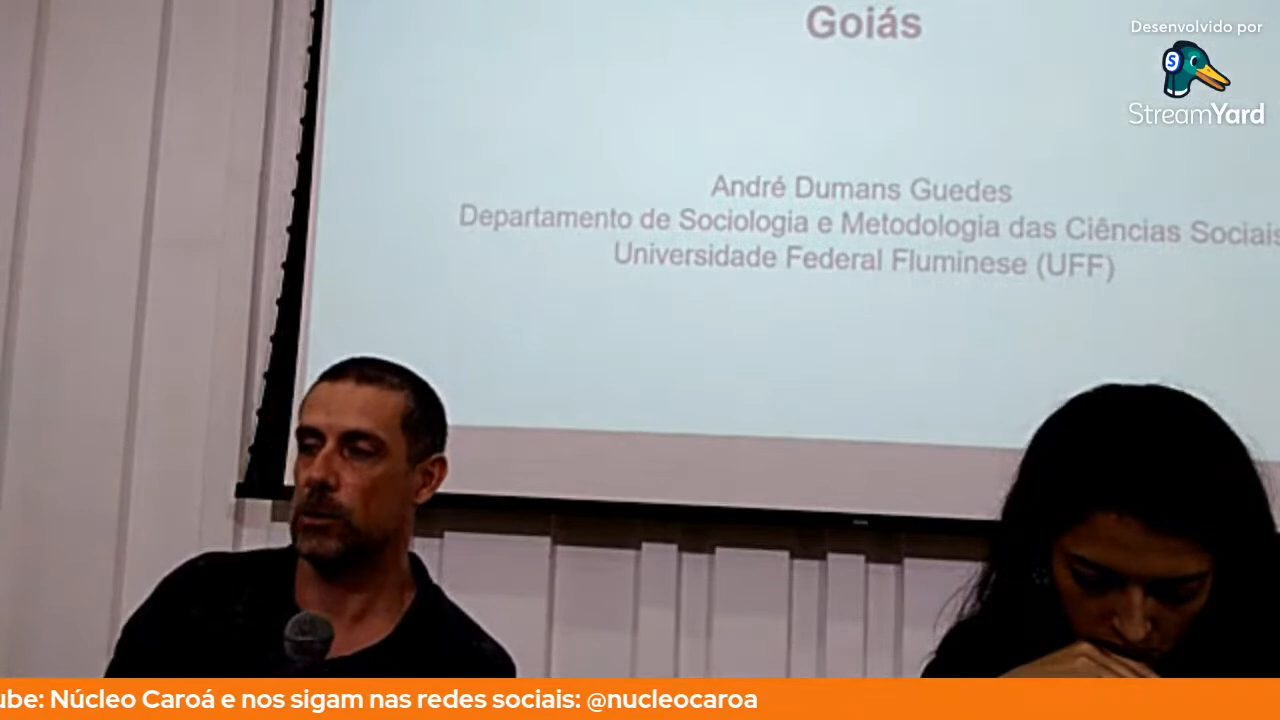 Goiás
Desenvolvido por
S
StreamYard
André Dumans Guedes
Departamento de Sociologia e Metodologia das Ciências Sociais
Universidade Federal Fluminese (UFF)
ube: Núcleo Caroá e nos sigam nas redes sociais: @nucleocaroa